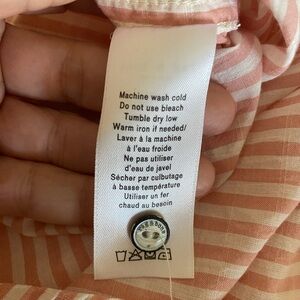 Machine wash cold
Do not use bleach
Tumble dry low
Warm iron if needed/
Laver à la machine
à l'eau froide
Ne pas utiliser
d'eau de javel
Sécher par culbutage
à basse température
Utiliser un fer
chaud au besoin